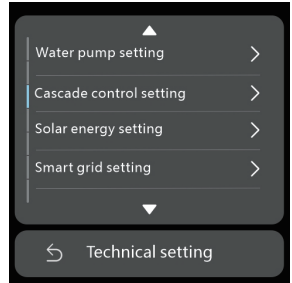 Water pump setting
Cascade control setting
Solar energy setting
Smart grid setting
Technical setting